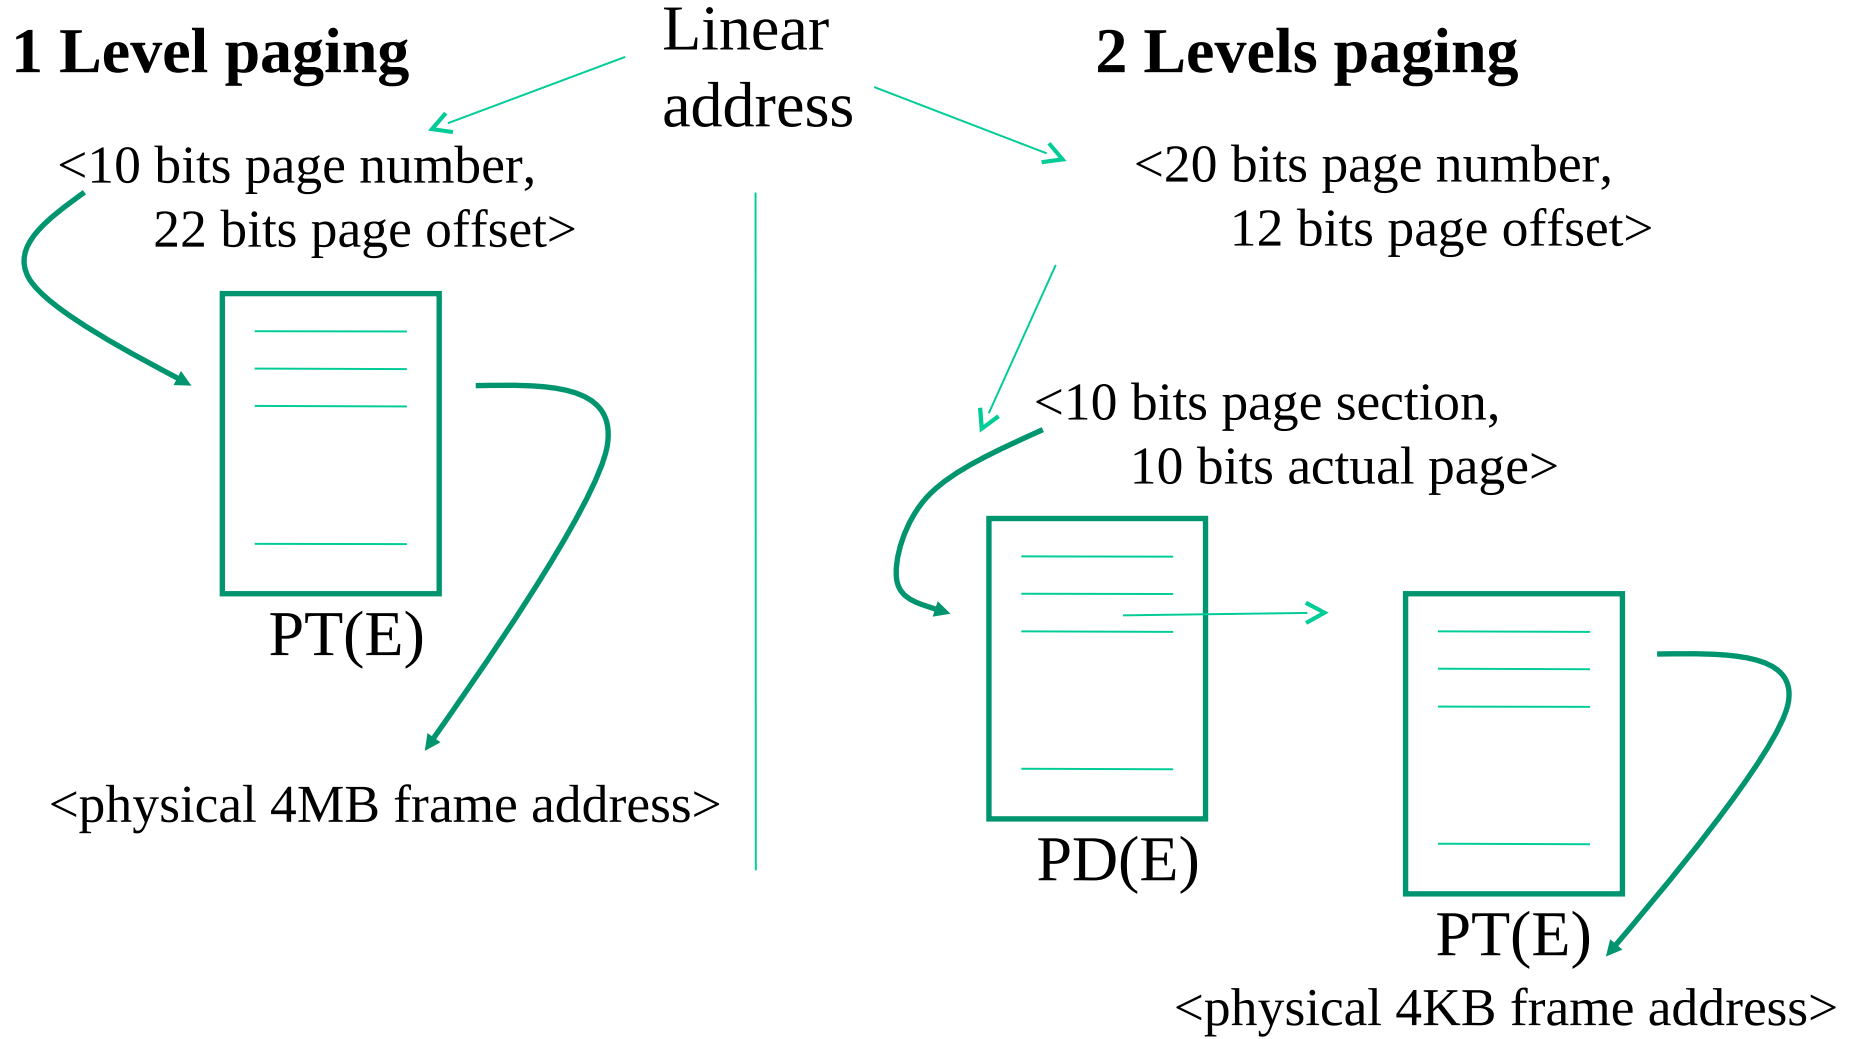 1 Level paging
Linear
address
2 Levels paging
<10 bits page number,
22 bits page offset>
<20 bits page number,
12 bits page offset>
<10 bits page section,
10 bits actual page>
PT(E)
<physical 4MB frame address>
PD(E)
PT(E)
<physical 4KB frame address>